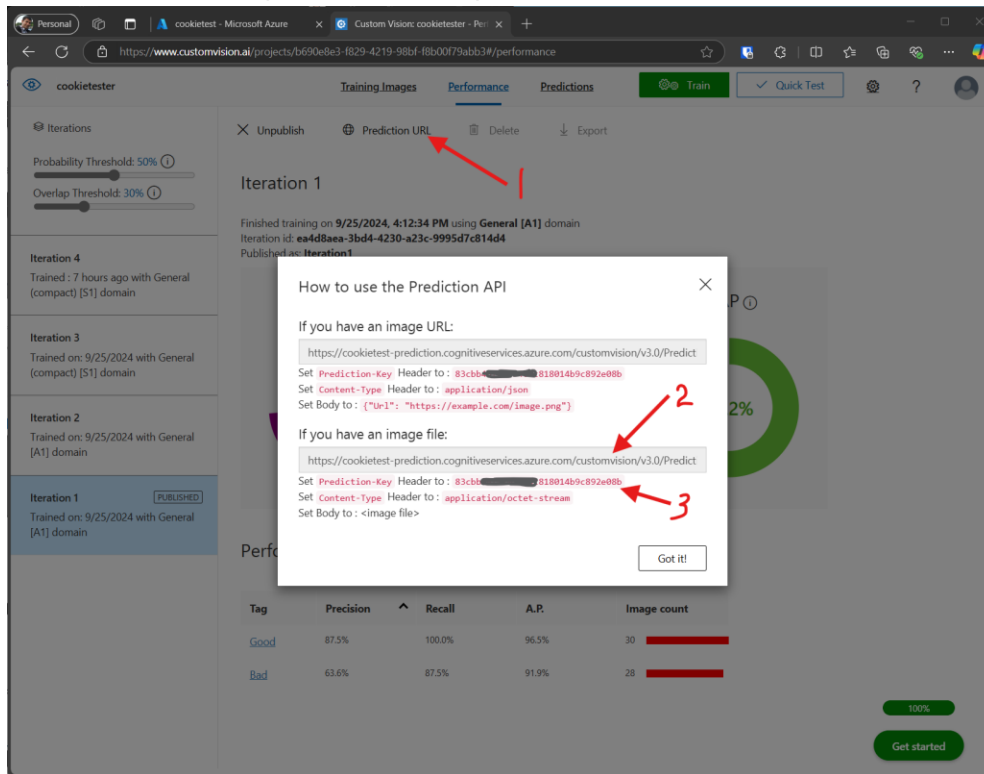 Personal
cookietest - Microsoft Azure
Custom Vision: cookietester - Per
https://www.customvision.ai/projects/b690e8e3-f829-4219-98bf-f8b00f79abb3#/performance
cookietester
Training Images
Performance
Predictions
Train
Quick Test
?
Iterations
Probability Threshold: 50%
Overlap Threshold: 30%
Iteration 4
Trained : 7 hours ago with General
(compact) [S1] domain
Iteration 3
Trained on: 9/25/2024 with General
(compact) [S1] domain
Iteration 2
Trained on: 9/25/2024 with General
[A1] domain
Iteration 1
PUBLISHED
Trained on: 9/25/2024 with General
[A1] domain
Unpublish
Prediction URL
Delete
Export
1
Iteration 1
Finished training on 9/25/2024, 4:12:34 PM using General [A1] domain
Iteration id: ea4d8aea-3bd4-4230-a23c-9995d7c814d4
Published as: Iteration1
P
2%
How to use the Prediction API
If you have an image URL:
https://cookietest-prediction.cognitiveservices.azure.com/customvision/v3.0/Predict
Set Prediction-Key Header to : 83cbb 818014b9c892e08b
Set Content-Type Header to : application/json
Set Body to : {"Url": "https://example.com/image.png"}
2
If you have an image file:
https://cookietest-prediction.cognitiveservices.azure.com/customvision/v3.0/Predict
Set Prediction-Key Header to : 83cbb 818014b9c892e08b
Set Content-Type Header to : application/octet-stream
Set Body to : <image file>
3
Got it!
Perfo
Tag Precision Recall A.P. Image count
Good 87.5% 100.0% 96.5% 30
Bad 63.6% 87.5% 91.9% 28
100%
Get started